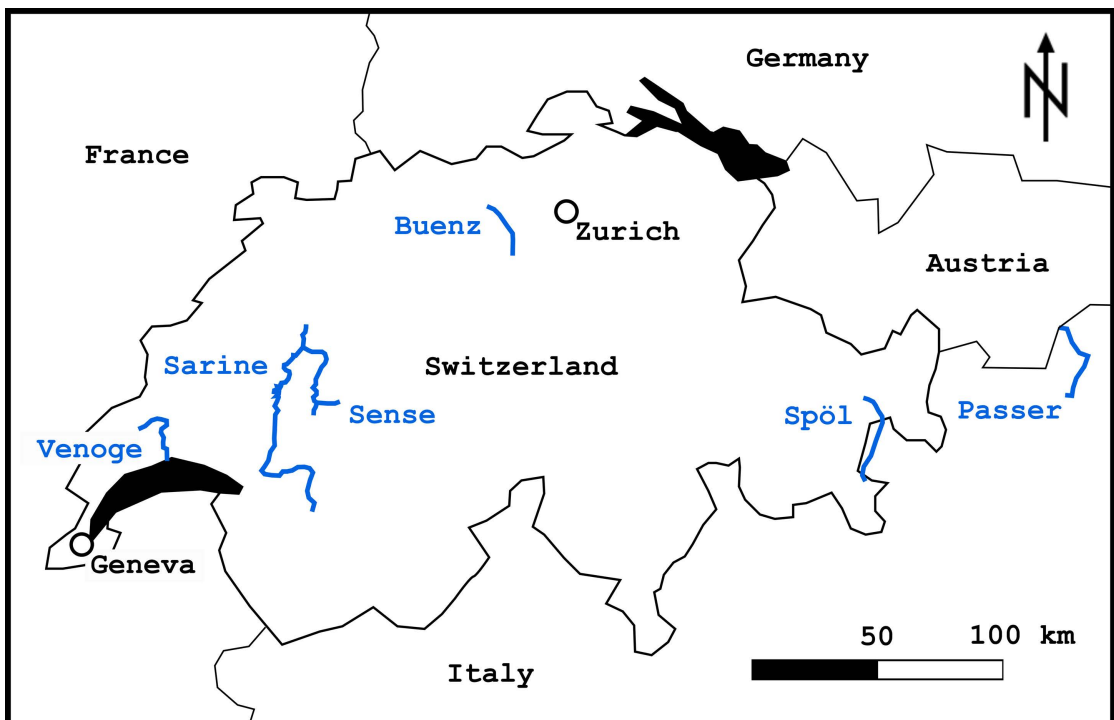 Germany
N
France
Buenz
Zurich
Austria
Sarine
Switzerland
Sense
Spöl
Passer
Venoge
Geneva
50 100 km
Italy